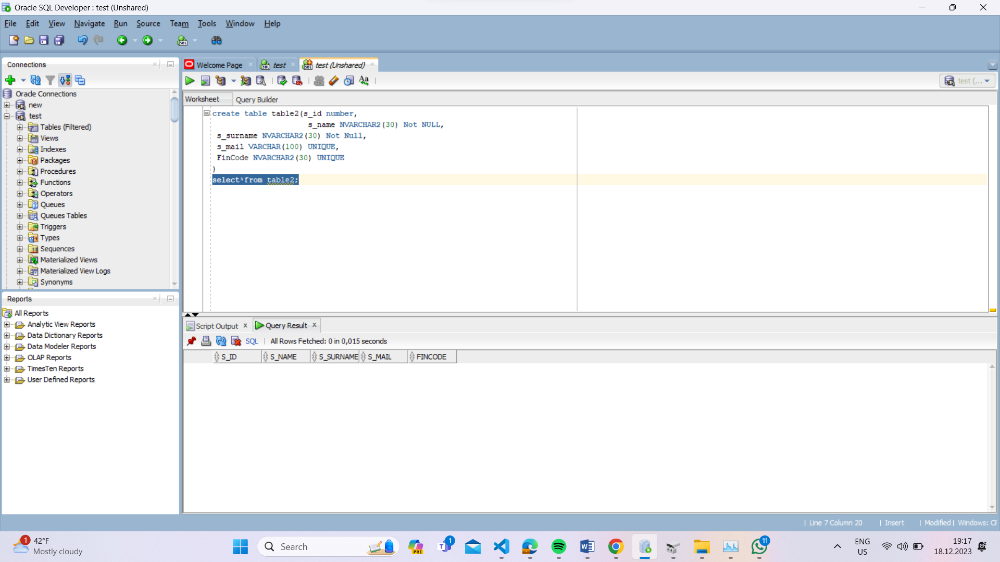 Oracle SQL Developer : test (Unshared)
File Edit View Navigate Run Source Team Tools Window Help
Connections
Oracle Connections
new
test
Tables (Filtered)
Views
Indexes
Packages
Procedures
Functions
Operators
Queues
Queues Tables
Triggers
Types
Sequences
Materialized Views
Materialized View Logs
Synonyms
Reports
All Reports
Analytic View Reports
Data Dictionary Reports
Data Modeler Reports
OLAP Reports
TimesTen Reports
User Defined Reports
Welcome Page test test (Unshared)
test (...
Worksheet Query Builder
create table table2(s_id number,
s_name NVARCHAR2(30) Not NULL,
s_surname NVARCHAR2(30) Not Null,
s_mail VARCHAR(100) UNIQUE,
FinCode NVARCHAR2(30) UNIQUE
)
select*from table2;
Script Output Query Result
SQL All Rows Fetched: 0 in 0,015 seconds
S_ID S_NAME S_SURNAME S_MAIL FINCODE
Line 7 Column 20 Insert Modified Windows: CF
1 42°F
Mostly cloudy
Search
PRE
1
11
ENG
US
19:17
18.12.2023